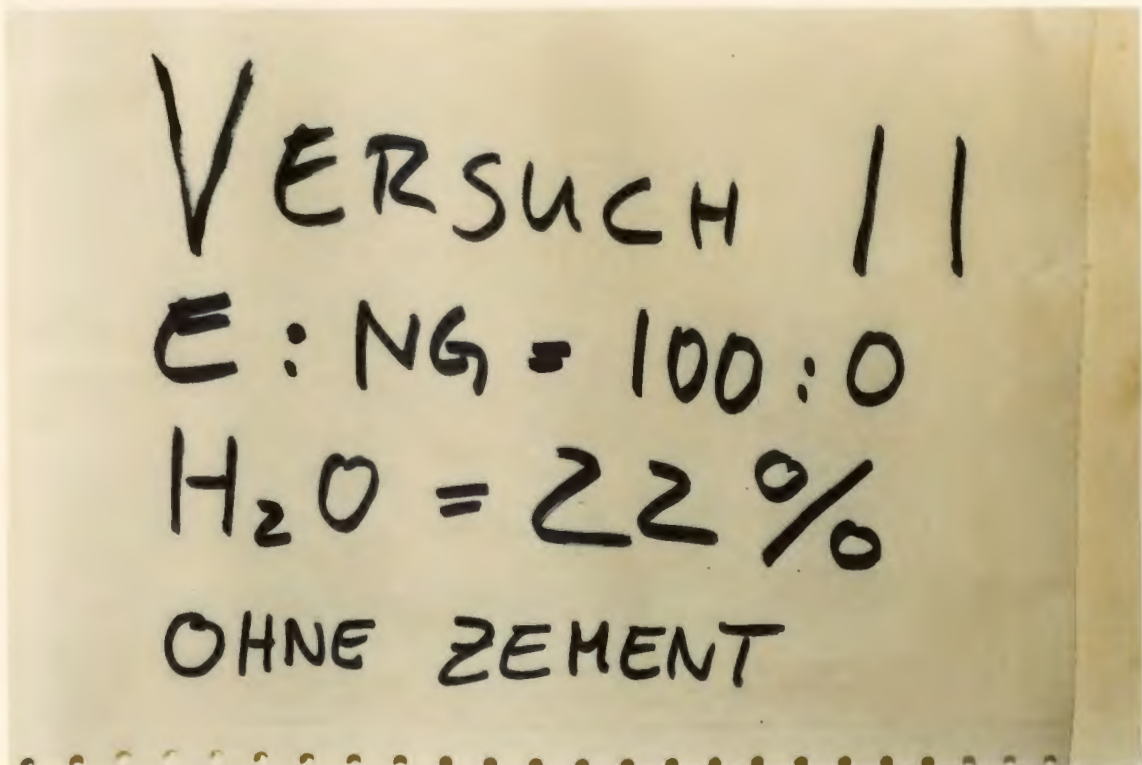 VERSUCH 11
E : NG = 100 : 0
H₂O = 22 %
OHNE ZEMENT